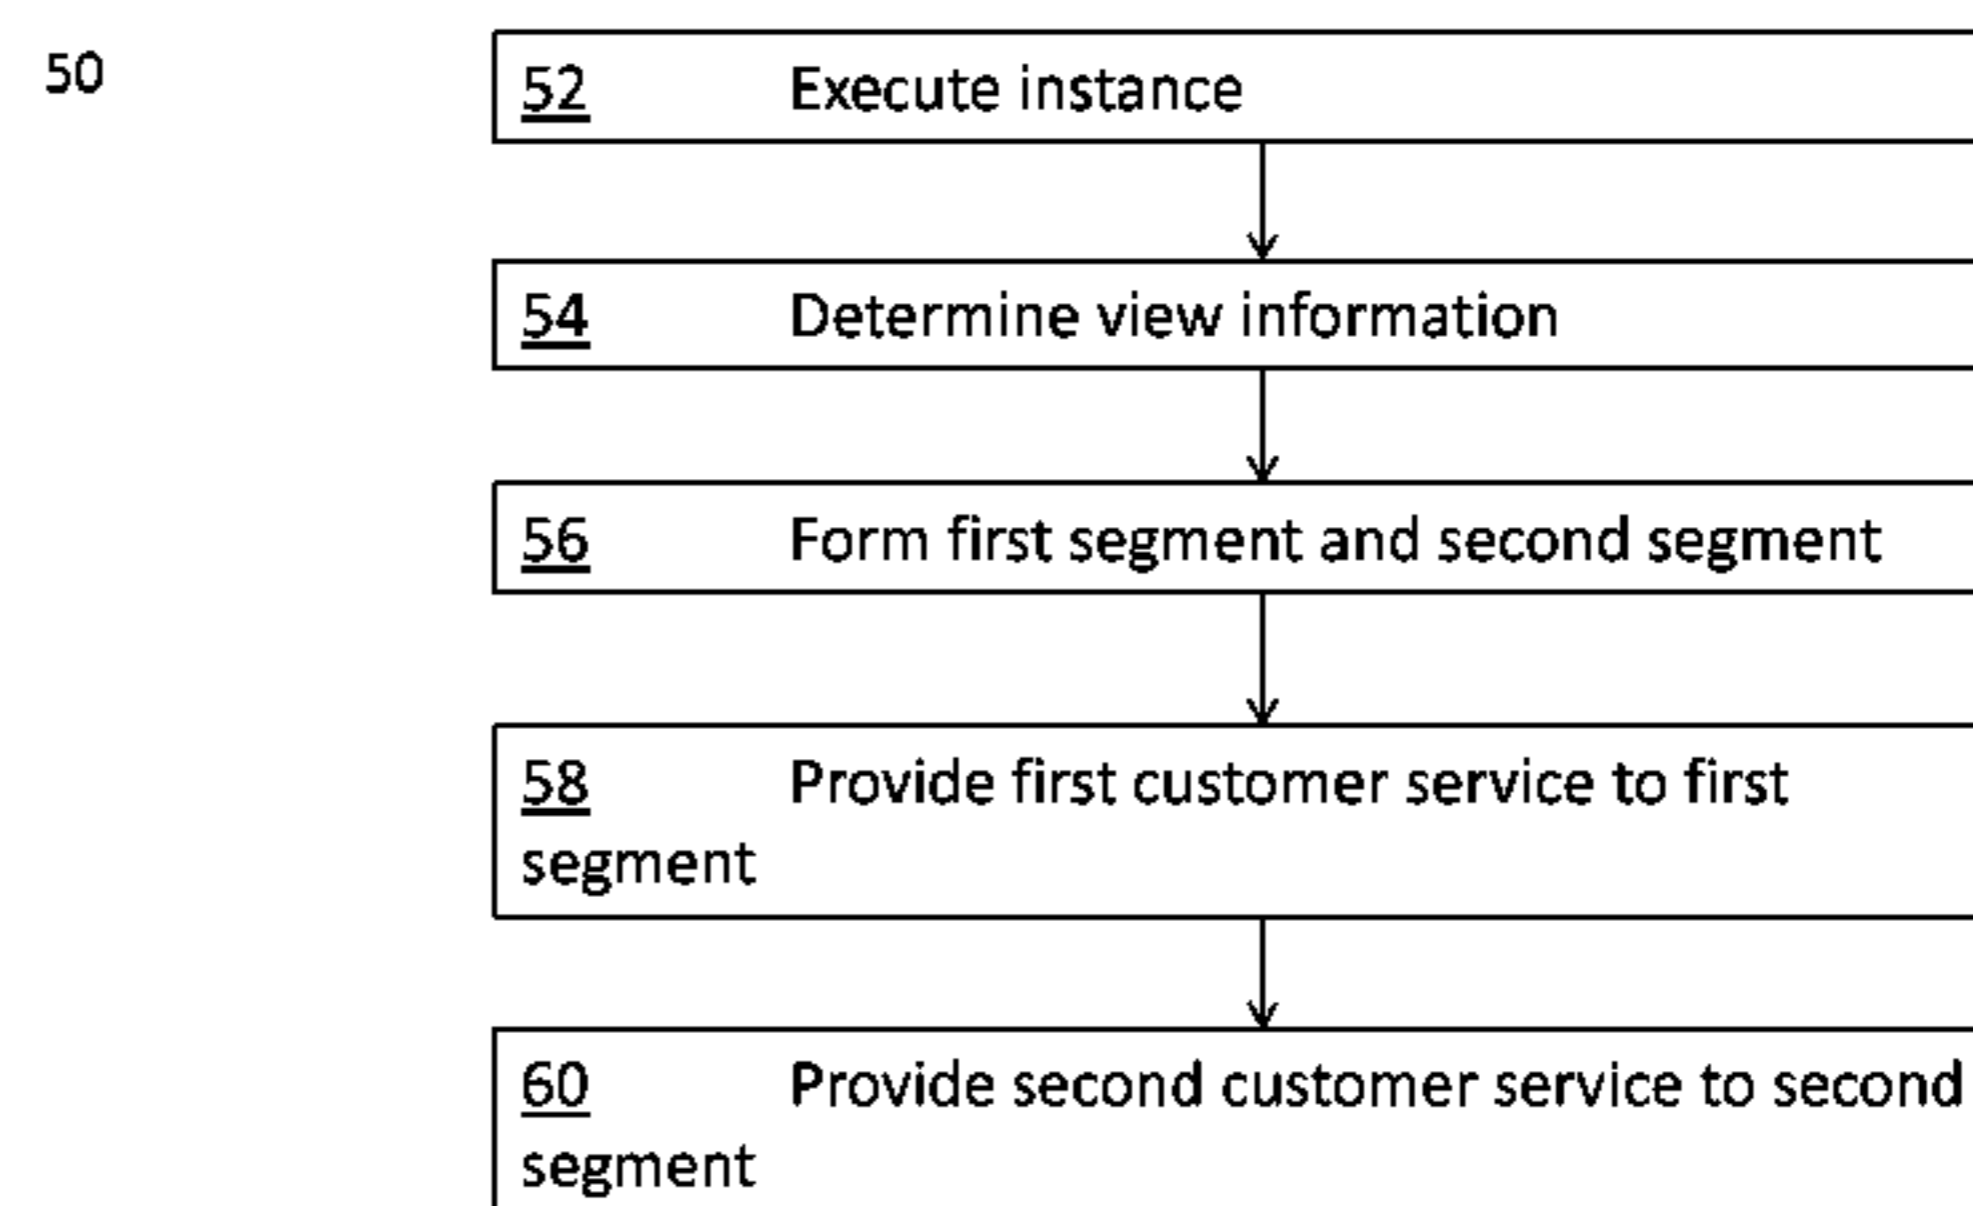 50
52 Execute instance
54 Determine view information
56 Form first segment and second segment
58 Provide first customer service to first
segment
60 Provide second customer service to second
segment